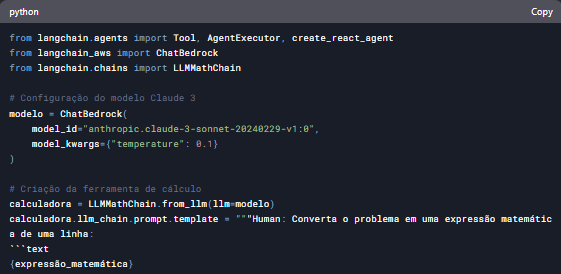 python Copy
from langchain.agents import Tool, AgentExecutor, create_react_agent
from langchain_aws import ChatBedrock
from langchain.chains import LLMMathChain
# Configuração do modelo Claude 3
modelo = ChatBedrock(
model_id="anthropic.claude-3-sonnet-20240229-v1:0",
model_kwargs={"temperature": 0.1}
)
# Criação da ferramenta de cálculo
calculadora = LLMMathChain.from_llm(llm=modelo)
calculadora.llm_chain.prompt.template = """Human: Converta o problema em uma expressão matemátic
a de uma linha:
```text
{expressão_matemática}